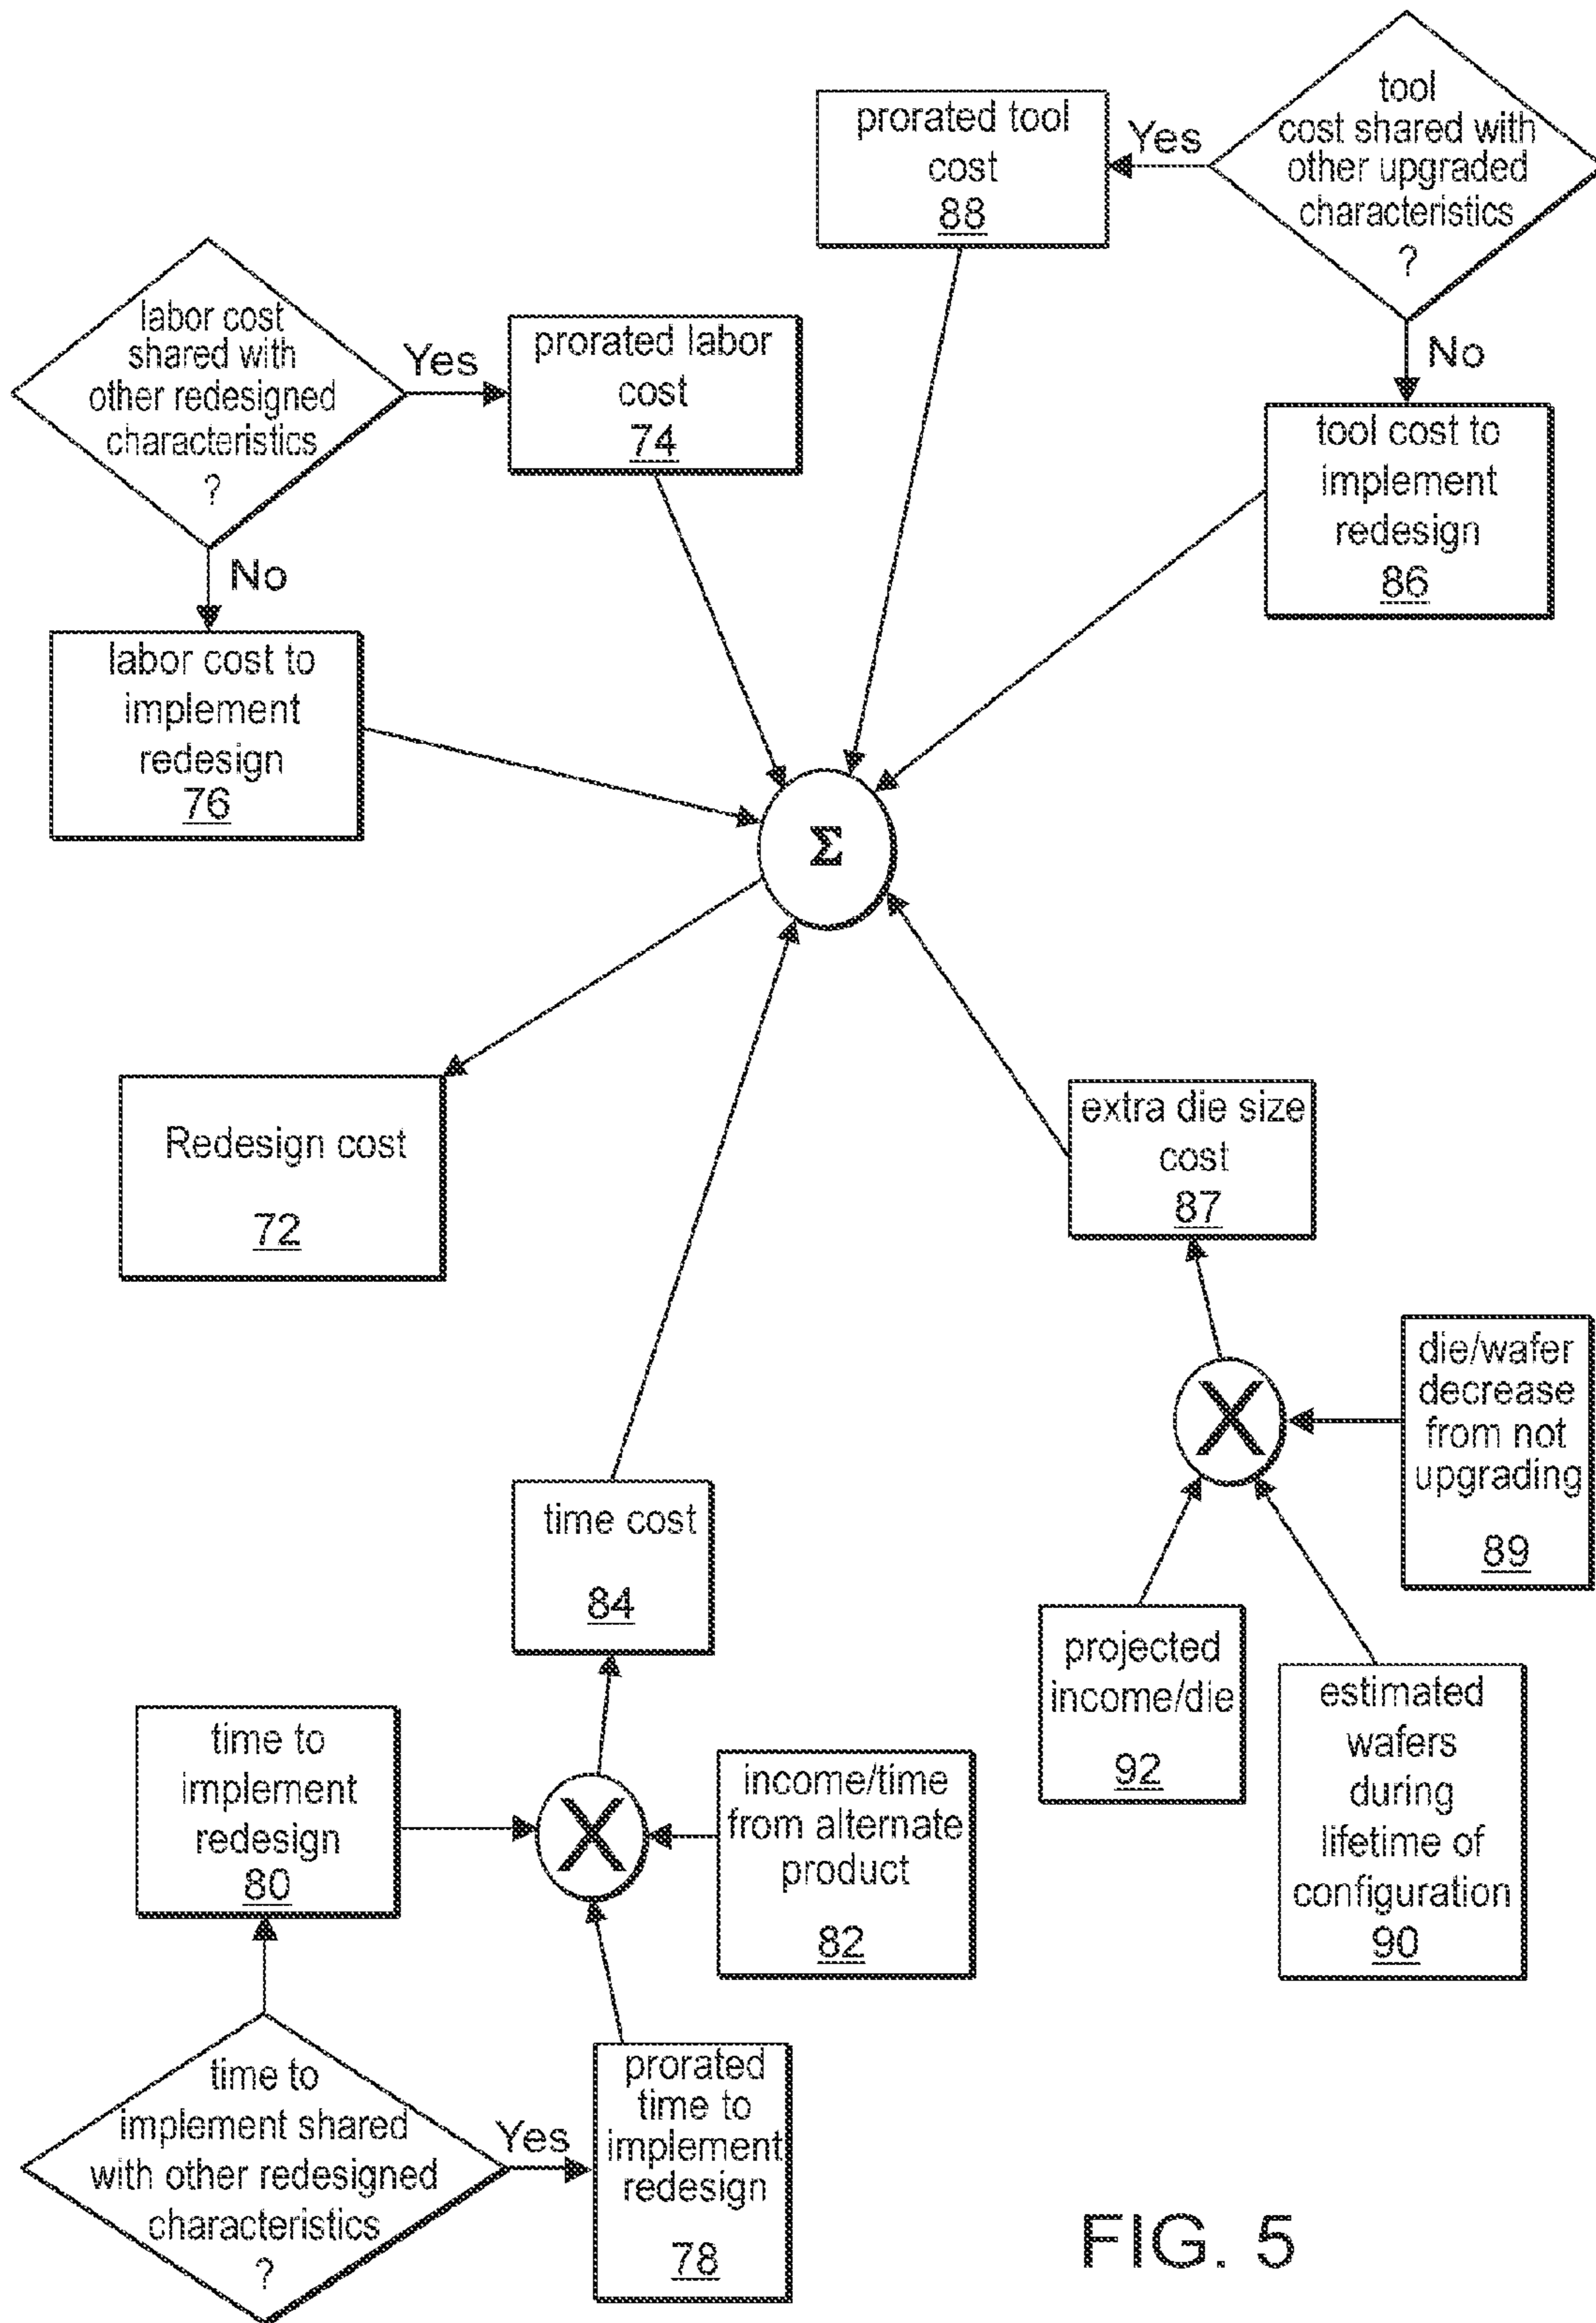 tool
cost shared with
other upgraded
characteristics
?
Yes
prorated tool
cost
88
No
tool cost to
implement
redesign
86
labor cost
shared with
other redesigned
characteristics
?
Yes
prorated labor
cost
74
No
labor cost to
implement
redesign
76
Σ
Redesign cost
72
extra die size
cost
87
X
die/wafer
decrease
from not
upgrading
89
projected
income/die
92
estimated
wafers
during
lifetime of
configuration
90
time cost
84
time to
implement
redesign
80
X
income/time
from alternate
product
82
time to
implement shared
with other redesigned
characteristics
?
Yes
prorated
time to
implement
redesign
78
FIG. 5